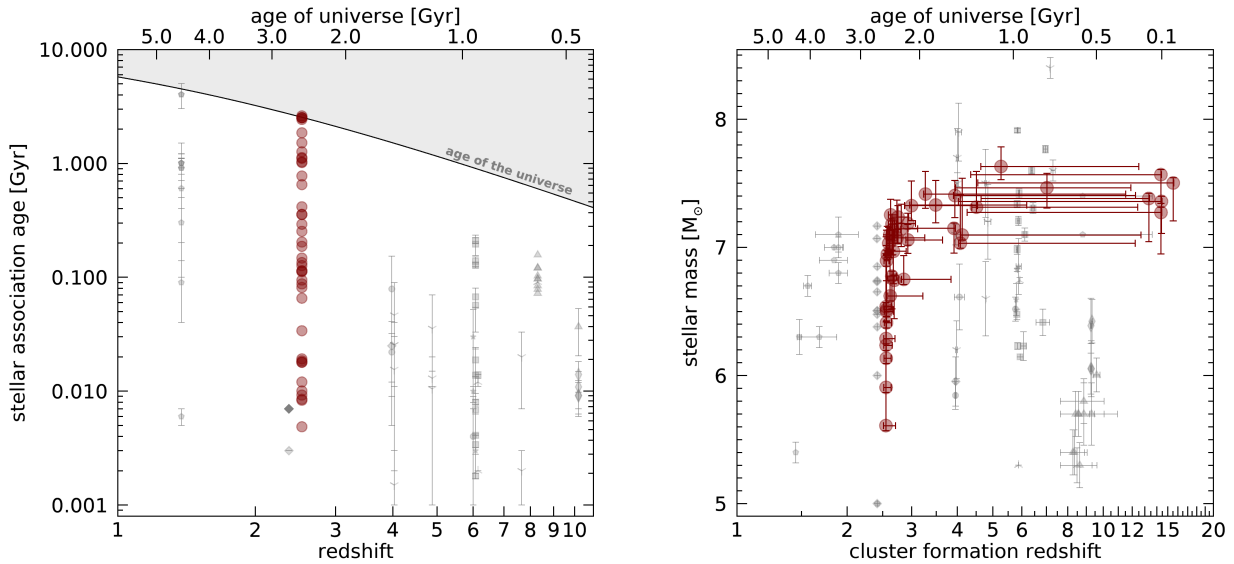 age of universe [Gyr]
5.0 4.0 3.0 2.0 1.0 0.5
10.000
1.000
0.100
0.010
0.001
stellar association age [Gyr]
age of the universe
1 2 3 4 5 6 7 8 9 10
redshift
age of universe [Gyr]
5.0 4.0 3.0 2.0 1.0 0.5 0.1
8
7
6
5
stellar mass [M⊙]
1 2 3 4 5 6 8 10 12 15 20
cluster formation redshift